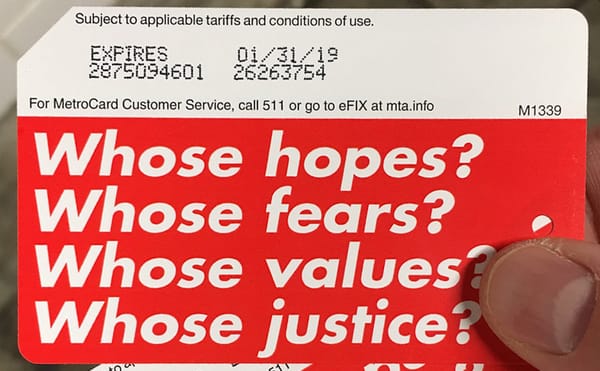 Subject to applicable tariffs and conditions of use.
EXPIRES 01/31/19
2875094601 26263754
For MetroCard Customer Service, call 511 or go to eFIX at mta.info
M1339
Whose hopes?
Whose fears?
Whose values?
Whose justice?